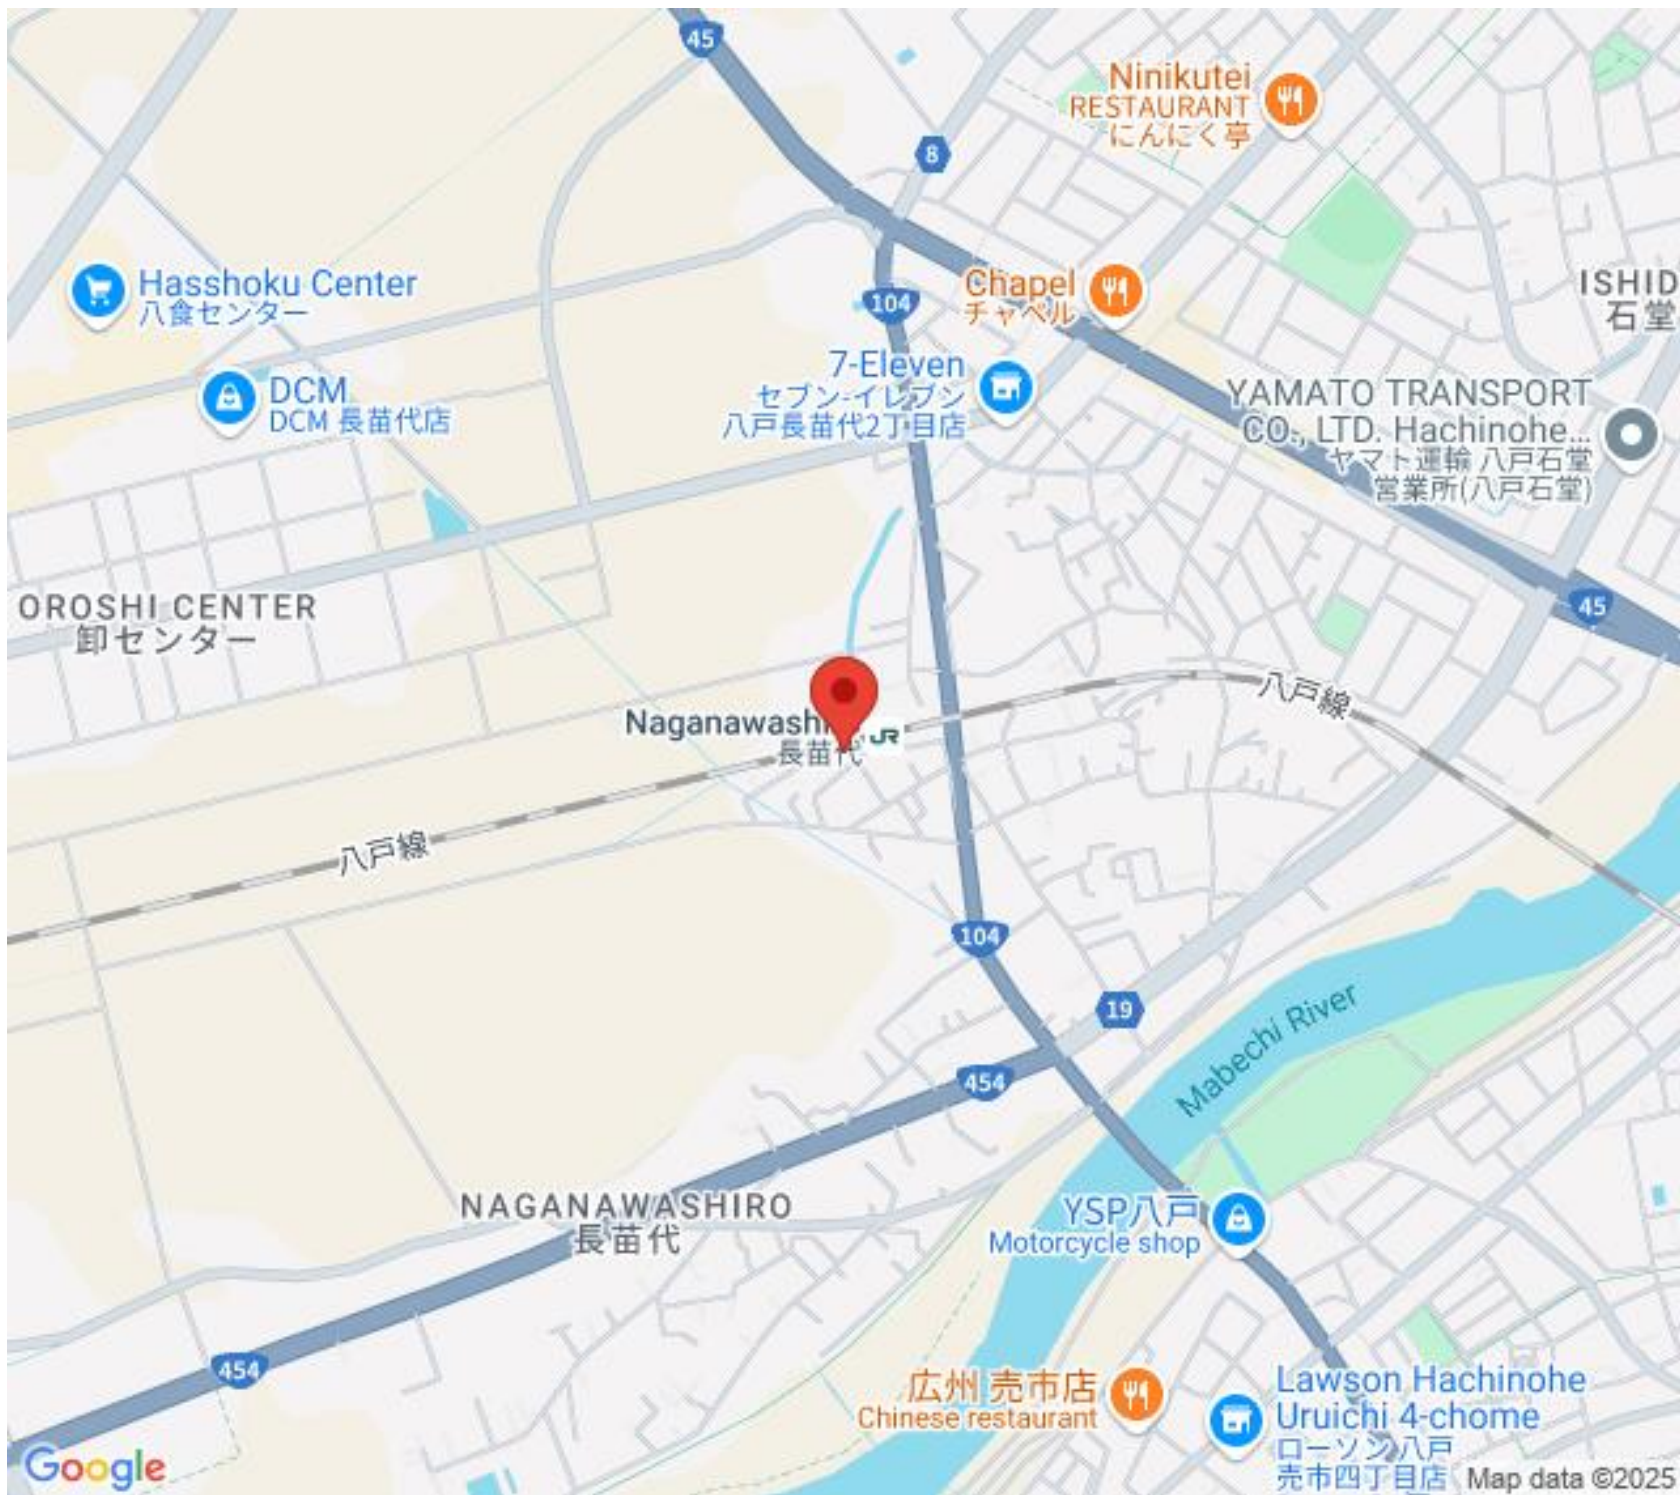 45
Ninikutei
RESTAURANT
にんにく亭
8
Hasshoku Center
八食センター
104
Chapel
チャペル
ISHID
石堂
DCM
DCM 長苗代店
7-Eleven
セブン-イレブン
八戸長苗代2丁目店
YAMATO TRANSPORT
CO., LTD. Hachinohe...
ヤマト運輸 八戸石堂
営業所(八戸石堂)
OROSHI CENTER
卸センター
45
八戸線
Naganawashi
長苗代
JR
八戸線
104
19
Mabechi River
454
NAGANAWASHIRO
長苗代
YSP八戸
Motorcycle shop
454
広州 売市店
Chinese restaurant
Lawson Hachinohe
Uruichi 4-chome
ローソン 八戸
売市四丁目店
Google
Map data ©2025